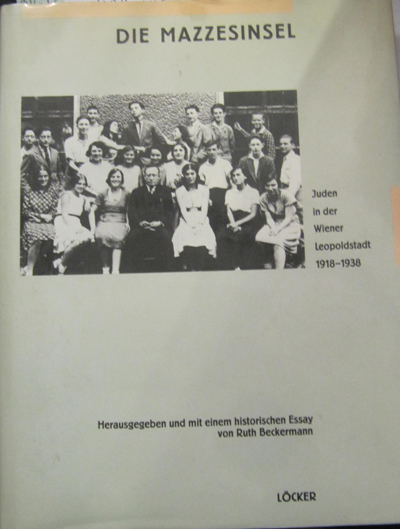 DIE MAZZESINSEL
Juden
in der
Wiener
Leopoldstadt
1918–1938
Herausgegeben und mit einem historischen Essay
von Ruth Beckermann
LÖCKER